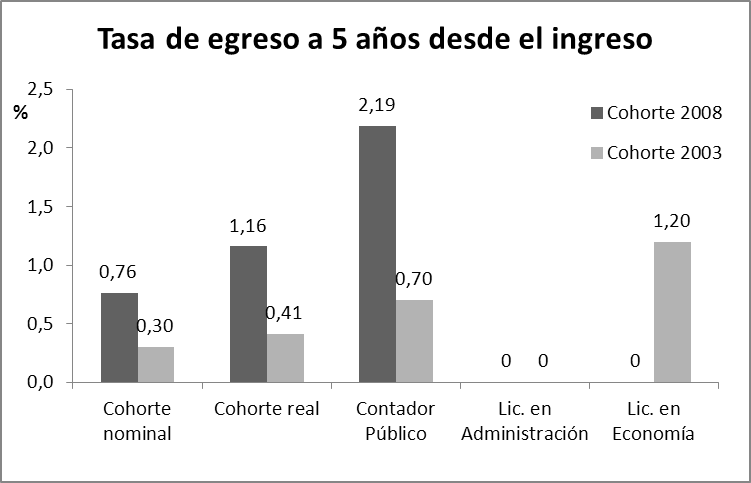 Tasa de egreso a 5 años desde el ingreso
%
2,5
2,0
1,5
1,0
0,5
0,0
Cohorte 2008
Cohorte 2003
0,76
0,30
1,16
0,41
2,19
0,70
0
0
0
1,20
Cohorte
nominal
Cohorte real
Contador
Público
Lic. en
Administración
Lic. en
Economía